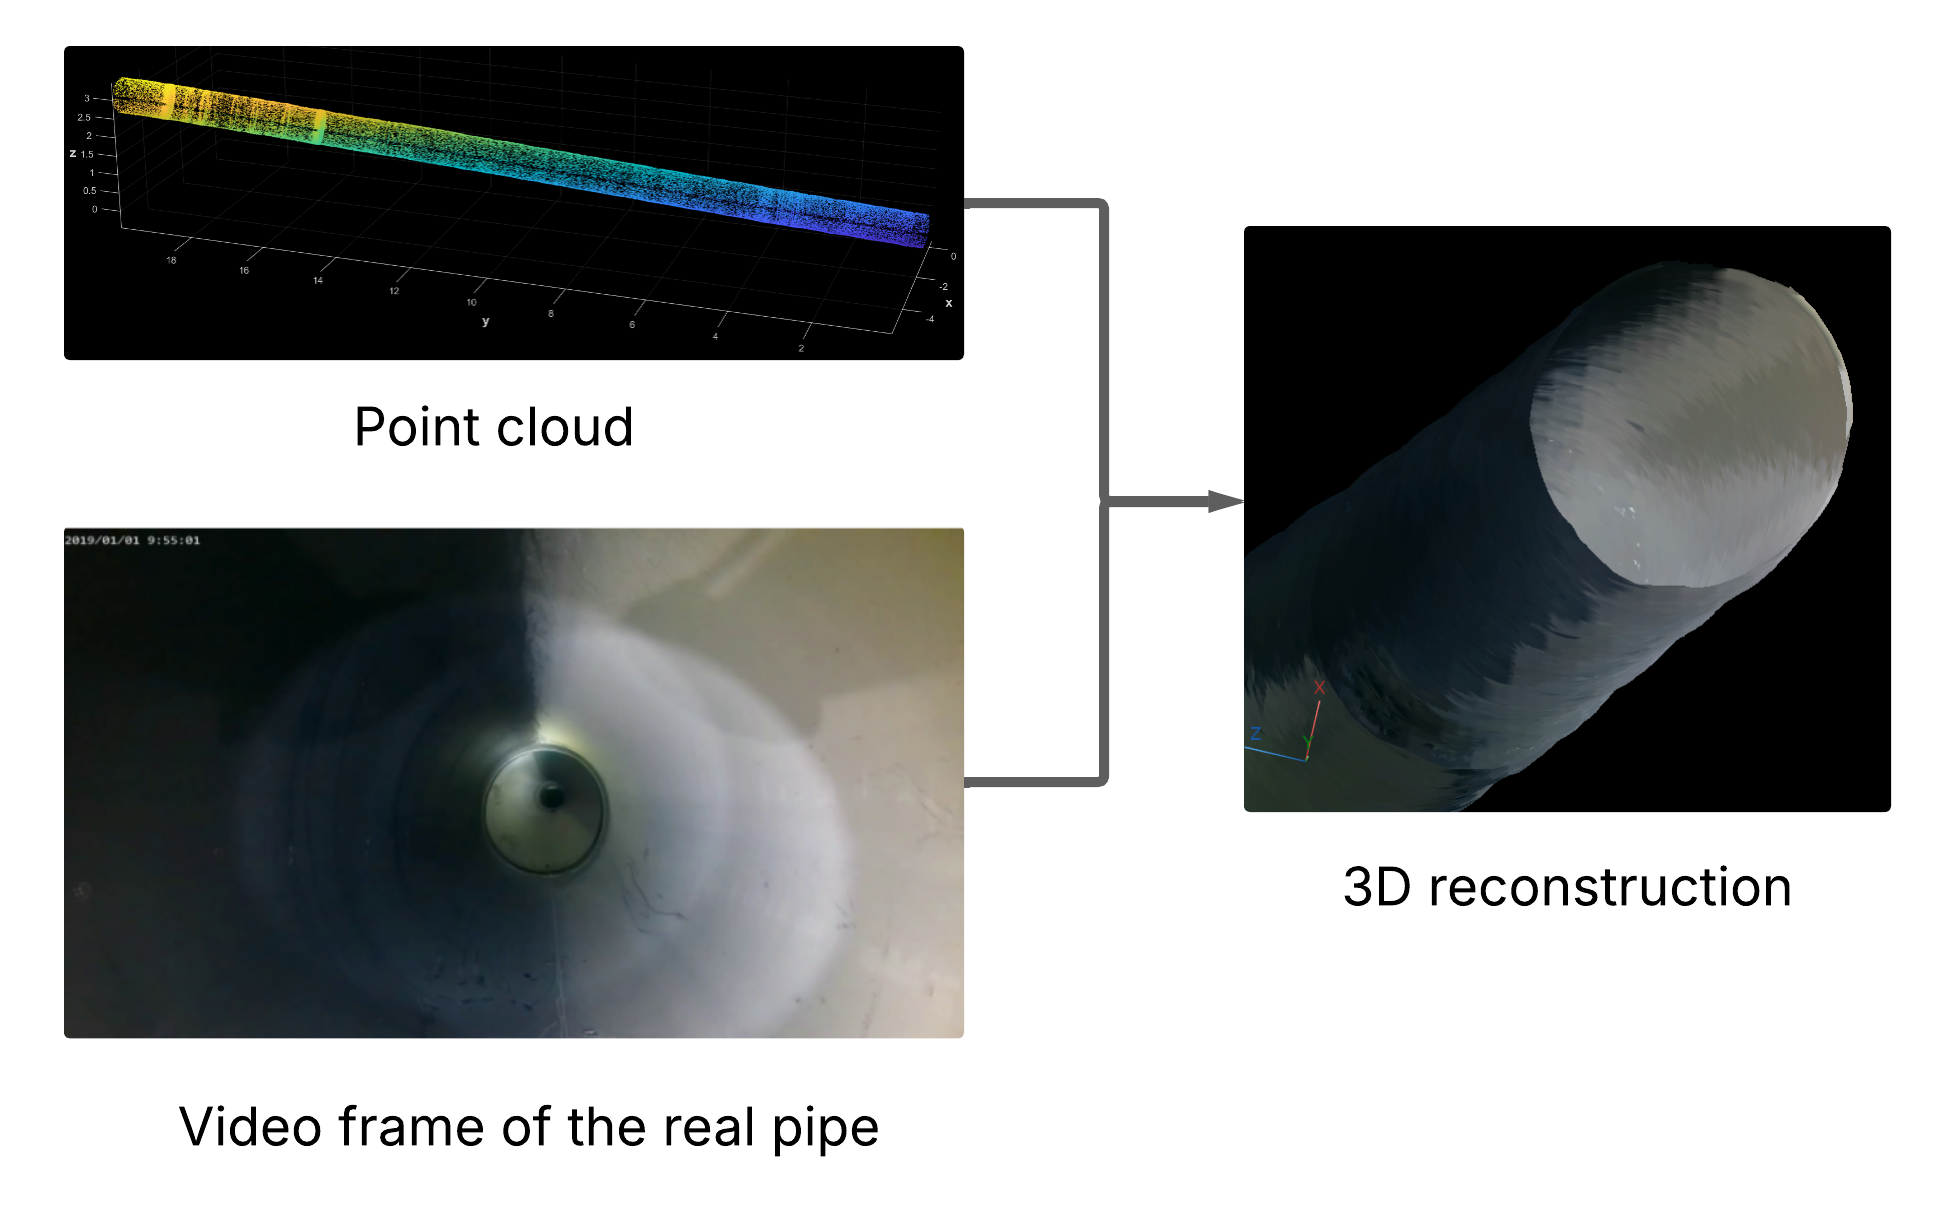 3
2.5
2
z 1.5
1
0.5
0
18
16
14
12
10
8
6
4
2
y
0
-2
x
-4
Point cloud
2019/01/01 9:55:01
Video frame of the real pipe
X
Z
Y
3D reconstruction